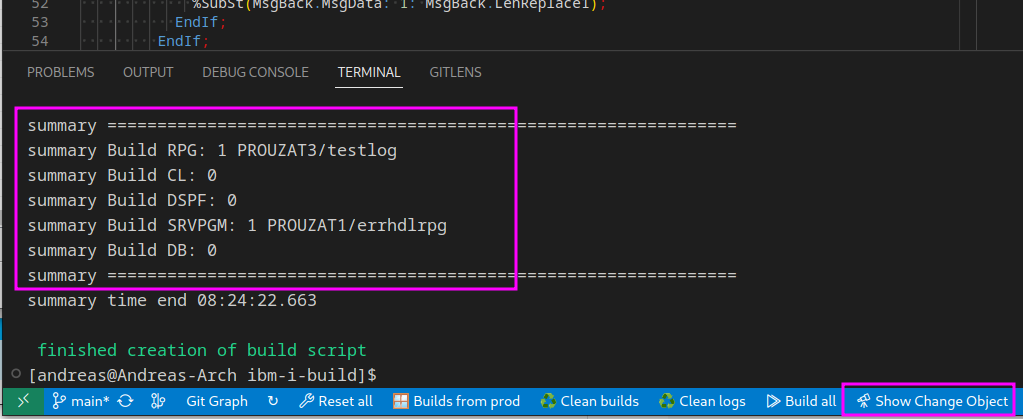 52 %SubSt(MsgBack.MsgData: 1: MsgBack.LenReplace1);
53 EndIf;
54 EndIf;
PROBLEMS OUTPUT DEBUG CONSOLE TERMINAL GITLENS
summary ===============================================================
summary Build RPG: 1 PROUZAT3/testlog
summary Build CL: 0
summary Build DSPF: 0
summary Build SRVPGM: 1 PROUZAT1/errhdlrpg
summary Build DB: 0
summary ===============================================================
summary time end 08:24:22.663
finished creation of build script
[andreas@Andreas-Arch ibm-i-build]$
main* Git Graph Reset all Builds from prod Clean builds Clean logs Build all Show Change Object